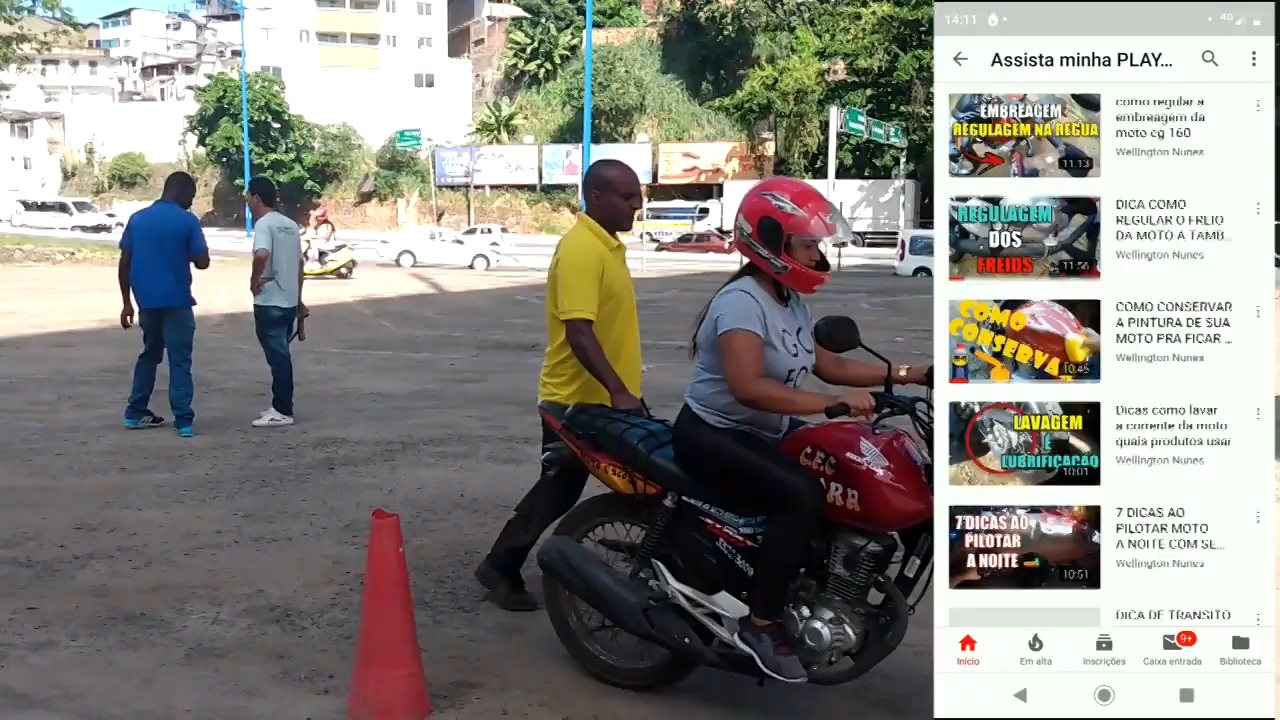 14:11
4G
Assista minha PLAY...
EMBREAGEM
REGULAGEM NA REGUA
11:13
como regular a
embreagem da
moto cg 160
Wellington Nunes
REGULAGEM
DOS
FREIOS
11:56
DICA COMO
REGULAR O FREIO
DA MOTO A TAMB...
Wellington Nunes
COMO
CONSERVA
10:45
COMO CONSERVAR
A PINTURA DE SUA
MOTO PRA FICAR ...
Wellington Nunes
LAVAGEM
E
LUBRIFICAÇAO
10:01
Dicas como lavar
a corrente da moto
quais produtos usar
Wellington Nunes
7 DICAS AO
PILOTAR
A NOITE
10:51
7 DICAS AO
PILOTAR MOTO
A NOITE COM SE...
Wellington Nunes
DICA DE TRANSITO
Início
Em alta
Inscrições
9+
Caixa entrada
Biblioteca